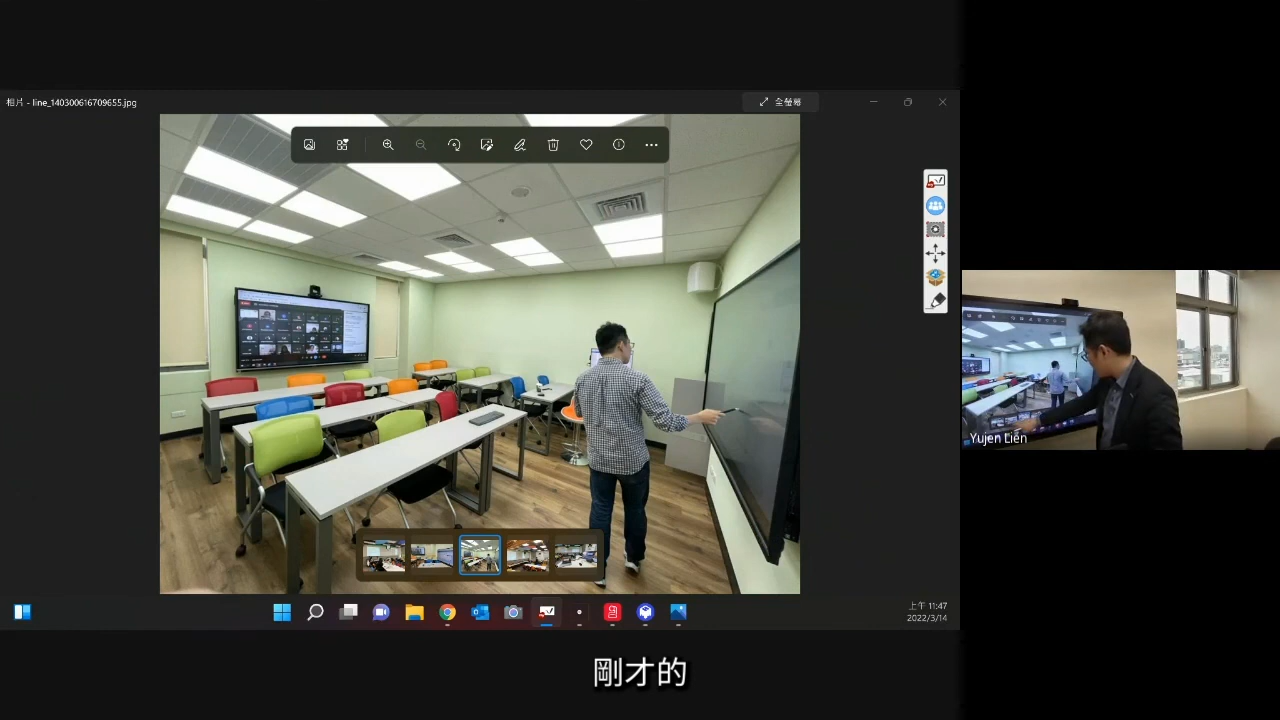 相片 - line_140300616709655.jpg
全螢幕
Yujen Lien
上午 11:47
2022/3/14
剛才的